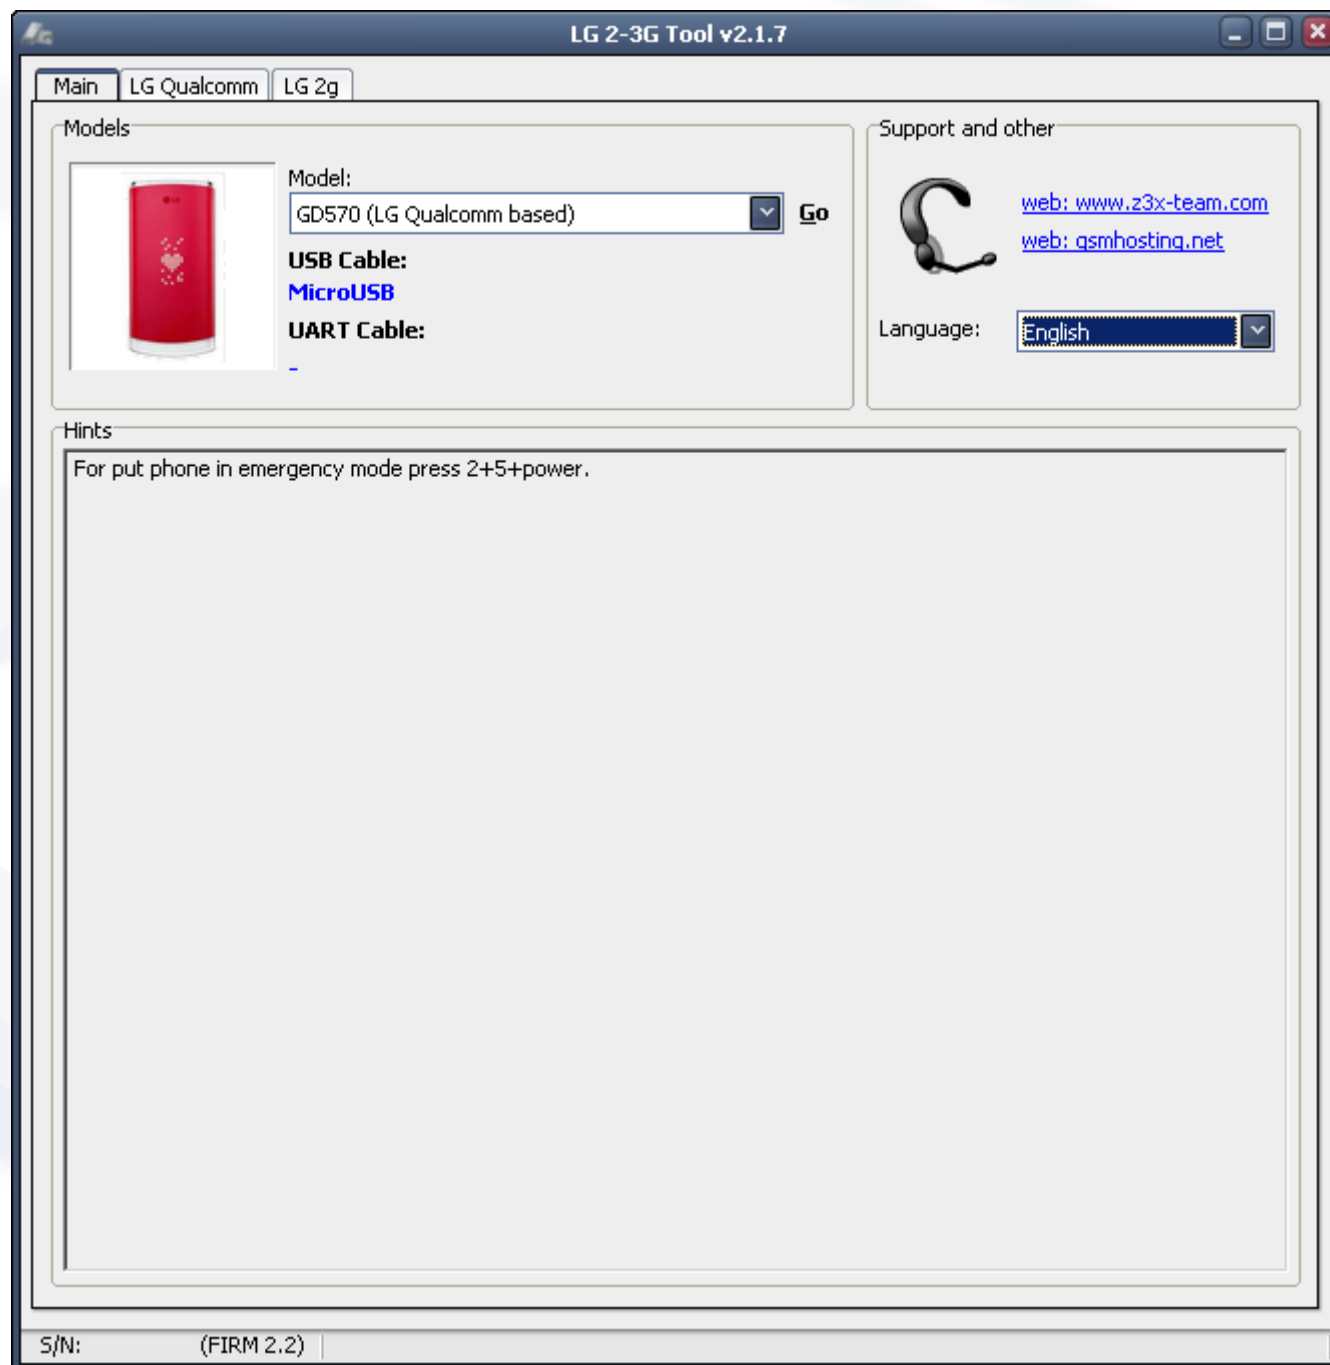 LG 2-3G Tool v2.1.7
Main
LG Qualcomm
LG 2g
Models
Model:
GD570 (LG Qualcomm based)
Go
USB Cable:
MicroUSB
UART Cable:
-
Support and other
web: www.z3x-team.com
web: gsmhosting.net
Language:
English
Hints
For put phone in emergency mode press 2+5+power.
S/N: (FIRM 2.2)